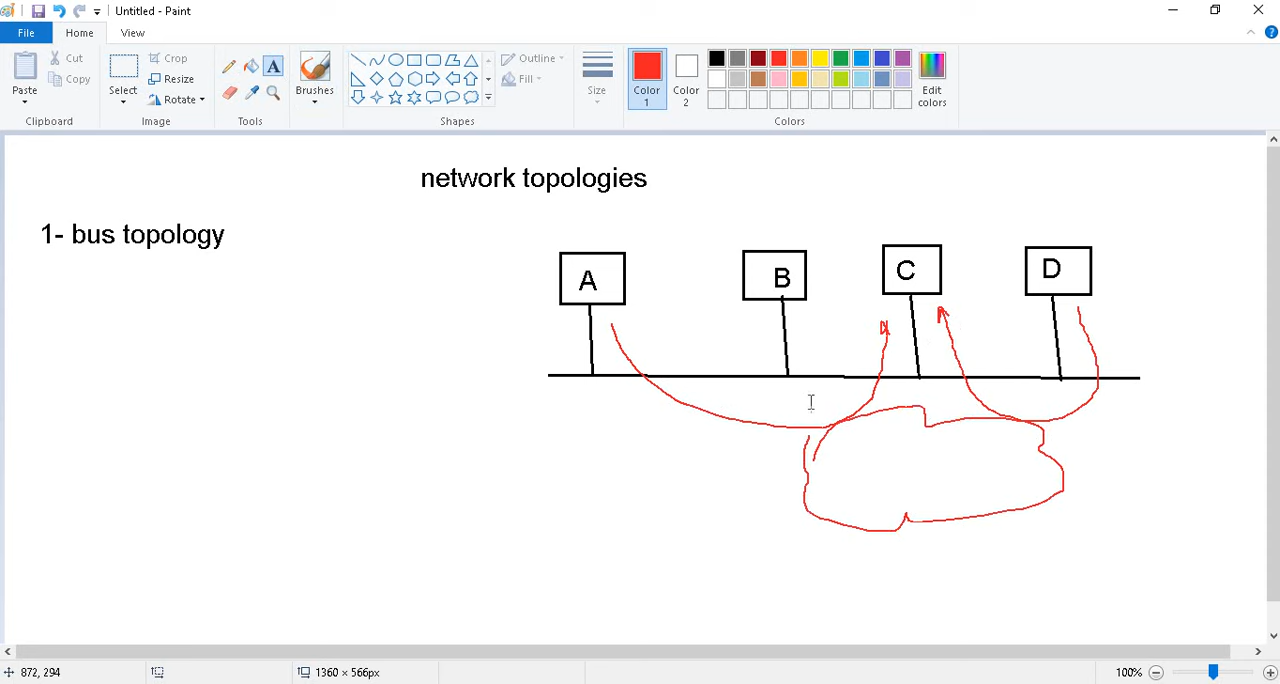 Untitled - Paint
File Home View
Paste
Cut
Copy
Clipboard
Select
Crop
Resize
Rotate
Image
A
Tools
Brushes
Outline
Fill
Shapes
Size
Color 1
Color 2
Edit colors
Colors
network topologies
1- bus topology
A B C D
872, 294
1360 × 566px
100%